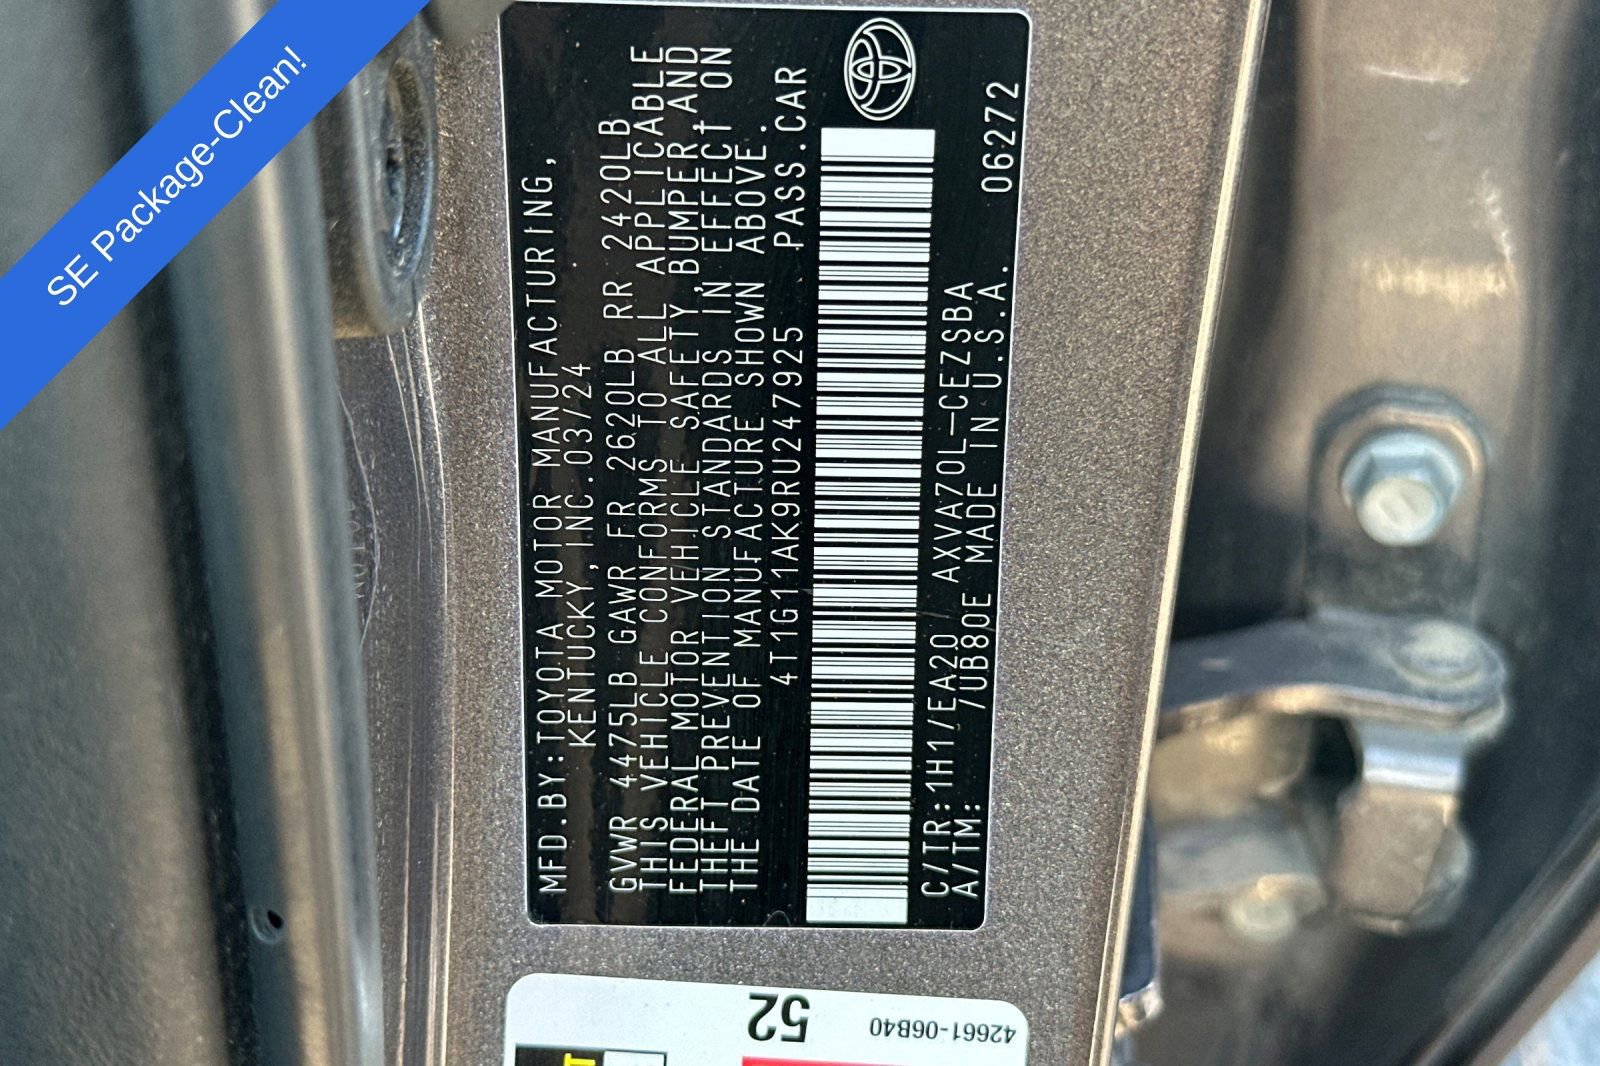 SE Package-Clean!
MFD.BY:TOYOTA MOTOR MANUFACTURING,
KENTUCKY,INC.03/24
GVWR 4475LB GAWR FR 2620LB RR 2420LB
THIS VEHICLE CONFORMS TO ALL APPLICABLE
FEDERAL MOTOR VEHICLE SAFETY,BUMPER,AND
THEFT PREVENTION STANDARDS IN EFFECT ON
THE DATE OF MANUFACTURE SHOWN ABOVE.
4T1G11AK9RU247925 PASS.CAR
C/TR:1H1/EA20 AXVA70L-CEZSBA
A/TM: /UB80E MADE IN U.S.A.
06272
52
42661-06B40